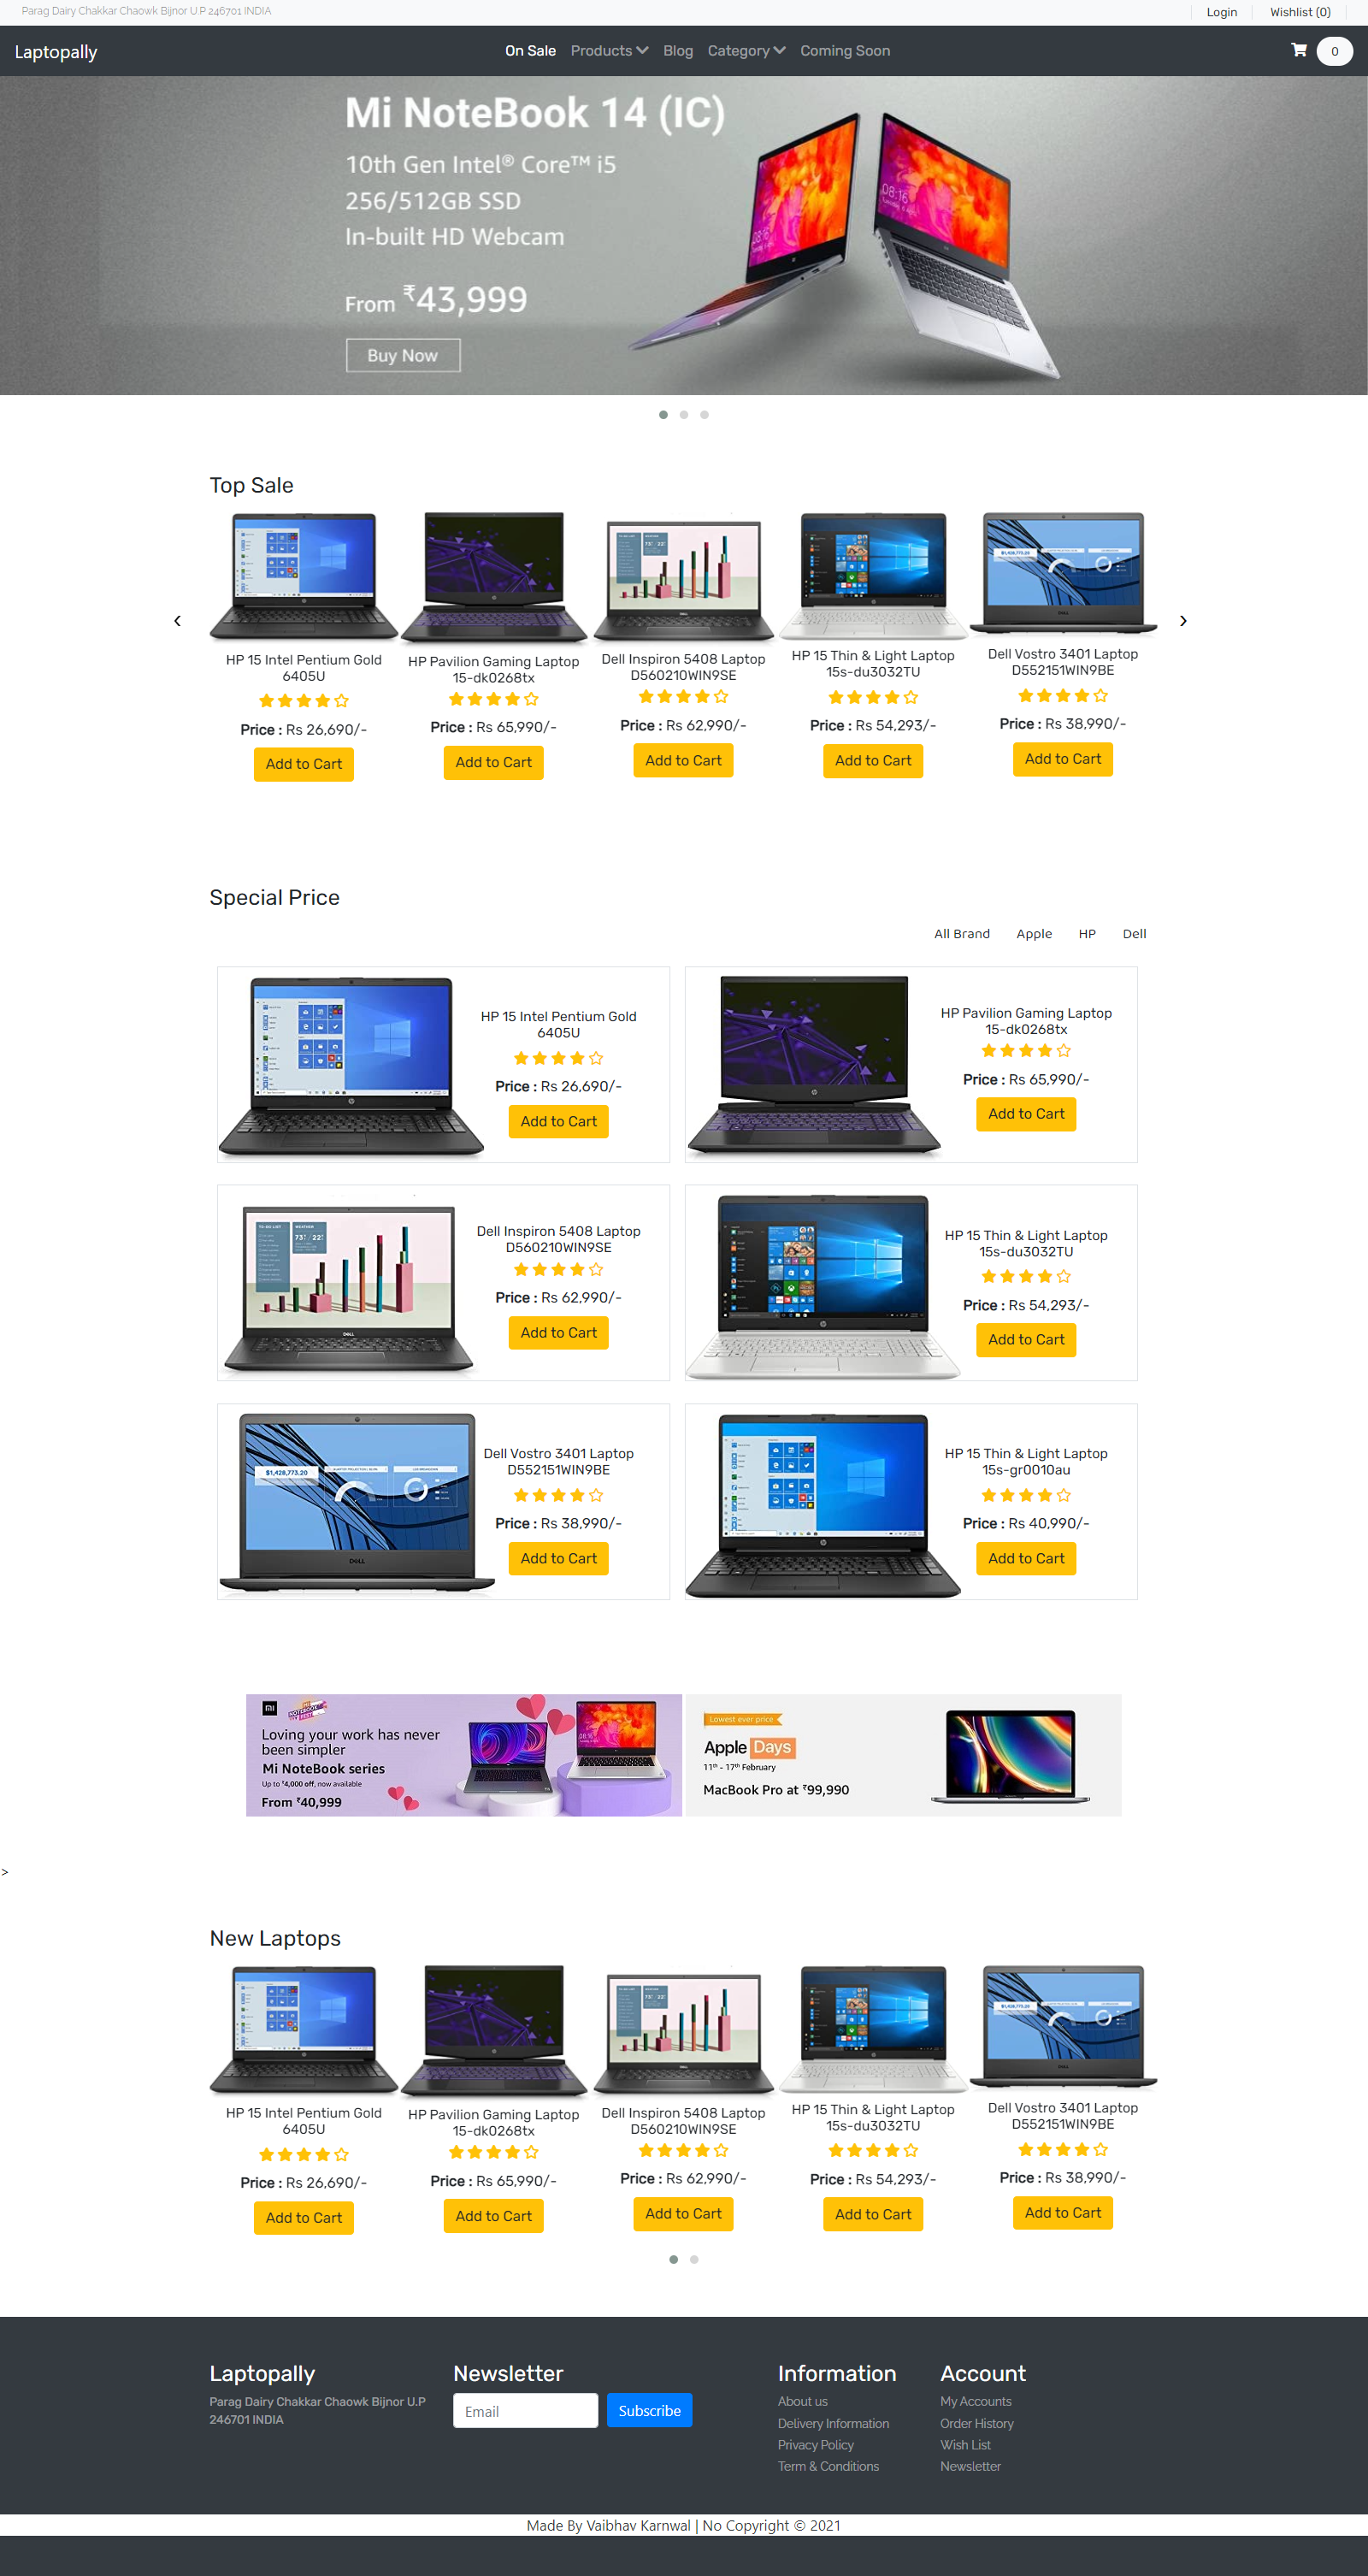 Parag Dairy Chakkar Chaowk Bijnor U.P 246701 INDIA
Login
Wishlist (0)
Laptopally
On Sale
Products
Blog
Category
Coming Soon
0
Mi NoteBook 14 (IC)
10th Gen Intel® Core™ i5
256/512GB SSD
In-built HD Webcam
From ₹43,999
Buy Now
Top Sale
HP 15 Intel Pentium Gold
6405U
Price : Rs 26,690/-
Add to Cart
HP Pavilion Gaming Laptop
15-dk0268tx
Price : Rs 65,990/-
Add to Cart
Dell Inspiron 5408 Laptop
D560210WIN9SE
Price : Rs 62,990/-
Add to Cart
HP 15 Thin & Light Laptop
15s-du3032TU
Price : Rs 54,293/-
Add to Cart
Dell Vostro 3401 Laptop
D552151WIN9BE
Price : Rs 38,990/-
Add to Cart
Special Price
All Brand
Apple
HP
Dell
HP 15 Intel Pentium Gold
6405U
Price : Rs 26,690/-
Add to Cart
HP Pavilion Gaming Laptop
15-dk0268tx
Price : Rs 65,990/-
Add to Cart
Dell Inspiron 5408 Laptop
D560210WIN9SE
Price : Rs 62,990/-
Add to Cart
HP 15 Thin & Light Laptop
15s-du3032TU
Price : Rs 54,293/-
Add to Cart
$1,428,773.20
DELL
Dell Vostro 3401 Laptop
D552151WIN9BE
Price : Rs 38,990/-
Add to Cart
HP 15 Thin & Light Laptop
15s-gr0010au
Price : Rs 40,990/-
Add to Cart
Loving your work has never
been simpler
Mi NoteBook series
Up to ₹4,000 off, now available
From ₹40,999
Lowest ever price
Apple Days
11th - 17th February
MacBook Pro at ₹99,990
>
New Laptops
HP 15 Intel Pentium Gold
6405U
Price : Rs 26,690/-
Add to Cart
HP Pavilion Gaming Laptop
15-dk0268tx
Price : Rs 65,990/-
Add to Cart
Dell Inspiron 5408 Laptop
D560210WIN9SE
Price : Rs 62,990/-
Add to Cart
HP 15 Thin & Light Laptop
15s-du3032TU
Price : Rs 54,293/-
Add to Cart
Dell Vostro 3401 Laptop
D552151WIN9BE
Price : Rs 38,990/-
Add to Cart
Laptopally
Parag Dairy Chakkar Chaowk Bijnor U.P
246701 INDIA
Newsletter
Email
Subscribe
Information
About us
Delivery Information
Privacy Policy
Term & Conditions
Account
My Accounts
Order History
Wish List
Newsletter
Made By Vaibhav Karnwal | No Copyright © 2021